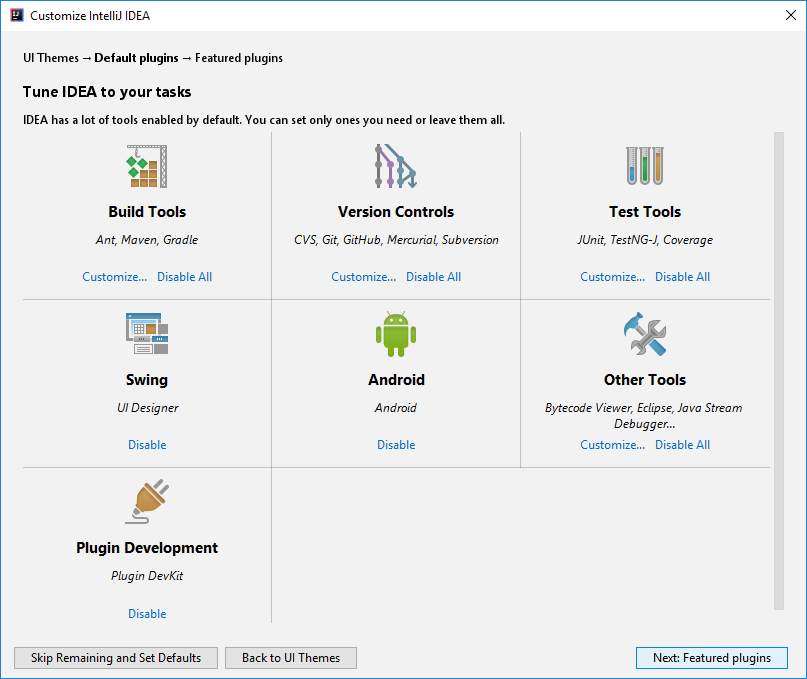 Customize IntelliJ IDEA
UI Themes → Default plugins → Featured plugins
Tune IDEA to your tasks
IDEA has a lot of tools enabled by default. You can set only ones you need or leave them all.
Build Tools
Ant, Maven, Gradle
Customize... Disable All
Version Controls
CVS, Git, GitHub, Mercurial, Subversion
Customize... Disable All
Test Tools
JUnit, TestNG-J, Coverage
Customize... Disable All
Swing
UI Designer
Disable
Android
Android
Disable
Other Tools
Bytecode Viewer, Eclipse, Java Stream
Debugger...
Customize... Disable All
Plugin Development
Plugin DevKit
Disable
Skip Remaining and Set Defaults
Back to UI Themes
Next: Featured plugins